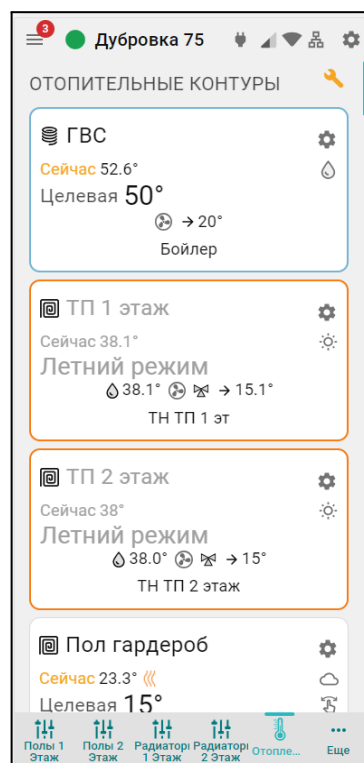 3
Дубровка 75
ОТОПИТЕЛЬНЫЕ КОНТУРЫ
ГВС
Сейчас 52.6°
Целевая 50°
→ 20°
Бойлер
ТП 1 этаж
Сейчас 38.1°
Летний режим
38.1° → 15.1°
ТН ТП 1 эт
ТП 2 этаж
Сейчас 38°
Летний режим
38.0° → 15°
ТН ТП 2 этаж
Пол гардероб
Сейчас 23.3°
Целевая 15°
Полы 1 Этаж
Полы 2 Этаж
Радиаторы 1 Этаж
Радиаторы 2 Этаж
Отопле...
Еще